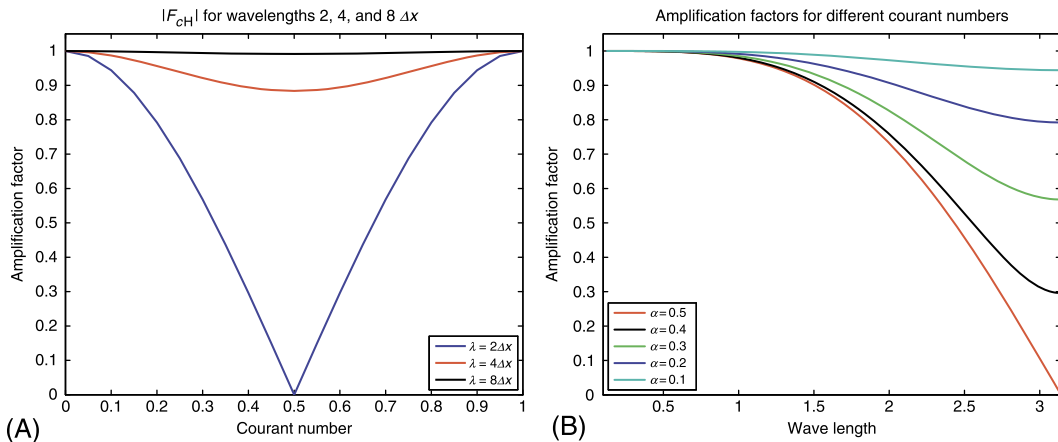 |F_cH| for wavelengths 2, 4, and 8 Δx
Amplification factor
1
0.9
0.8
0.7
0.6
0.5
0.4
0.3
0.2
0.1
0
λ = 2Δx
λ = 4Δx
λ = 8Δx
0 0.1 0.2 0.3 0.4 0.5 0.6 0.7 0.8 0.9 1
Courant number
(A)
Amplification factors for different courant numbers
Amplification factor
1
0.9
0.8
0.7
0.6
0.5
0.4
0.3
0.2
0.1
0
α = 0.5
α = 0.4
α = 0.3
α = 0.2
α = 0.1
0.5 1 1.5 2 2.5 3
Wave length
(B)